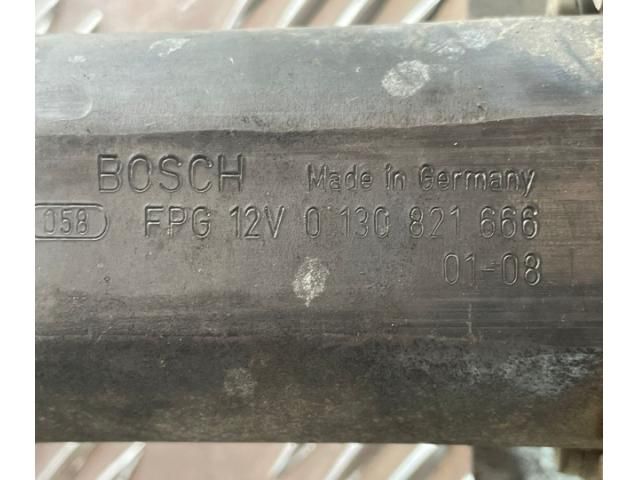 BOSCH Made in Germany
058 FPG 12V 0 130 821 666
01-08